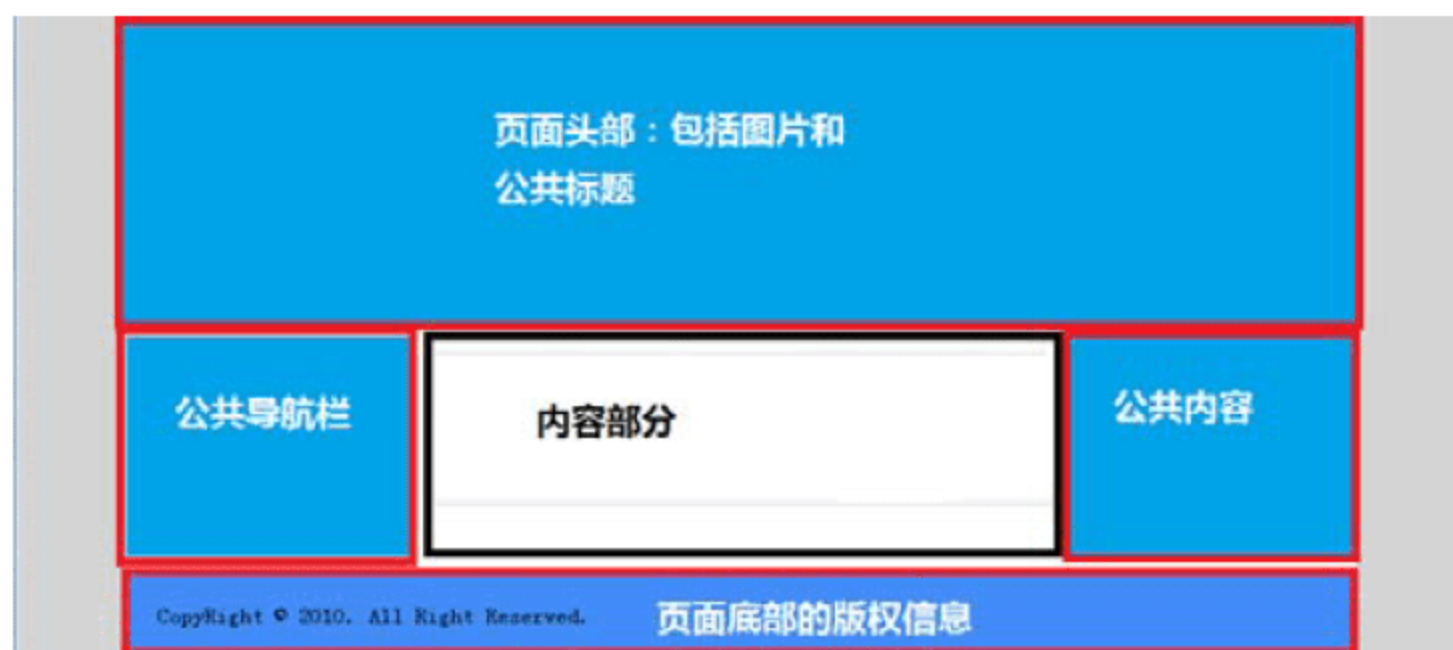 页面头部：包括图片和
公共标题
公共导航栏
内容部分
公共内容
CopyRight © 2010. All Right Reserved.
页面底部的版权信息